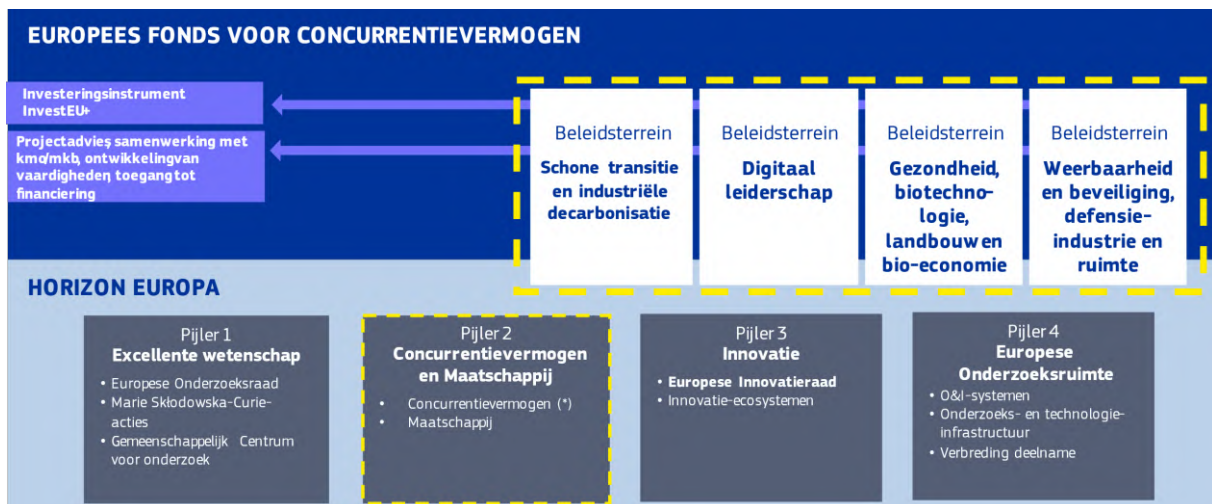 EUROPEES FONDS VOOR CONCURRENTIEVERMOGEN
Investeringsinstrument
InvestEU+
Projectadvies, samenwerking met
kmo/mkb, ontwikkeling van
vaardigheden, toegang tot
financiering
Beleidsterrein
Schone transitie
en industriële
decarbonisatie
Beleidsterrein
Digitaal
leiderschap
Beleidsterrein
Gezondheid,
biotechno-
logie,
landbouw en
bio-economie
Beleidsterrein
Weerbaarheid
en beveiliging,
defensie-
industrie en
ruimte
HORIZON EUROPA
Pijler 1
Excellente wetenschap
• Europese Onderzoeksraad
• Marie Skłodowska-Curie-
acties
• Gemeenschappelijk Centrum
voor onderzoek
Pijler 2
Concurrentievermogen
en Maatschappij
• Concurrentievermogen (*)
• Maatschappij
Pijler 3
Innovatie
• Europese Innovatieraad
• Innovatie-ecosystemen
Pijler 4
Europese
Onderzoeksruimte
• O&I-systemen
• Onderzoeks- en technologie-
infrastructuur
• Verbreding deelname